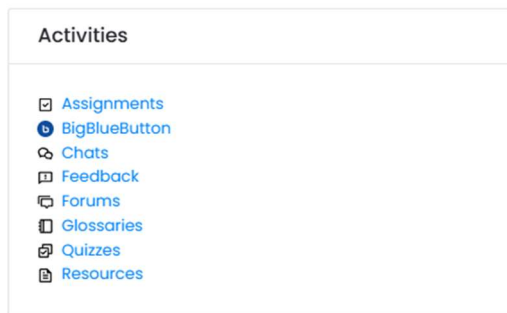 Activities
Assignments
BigBlueButton
Chats
Feedback
Forums
Glossaries
Quizzes
Resources